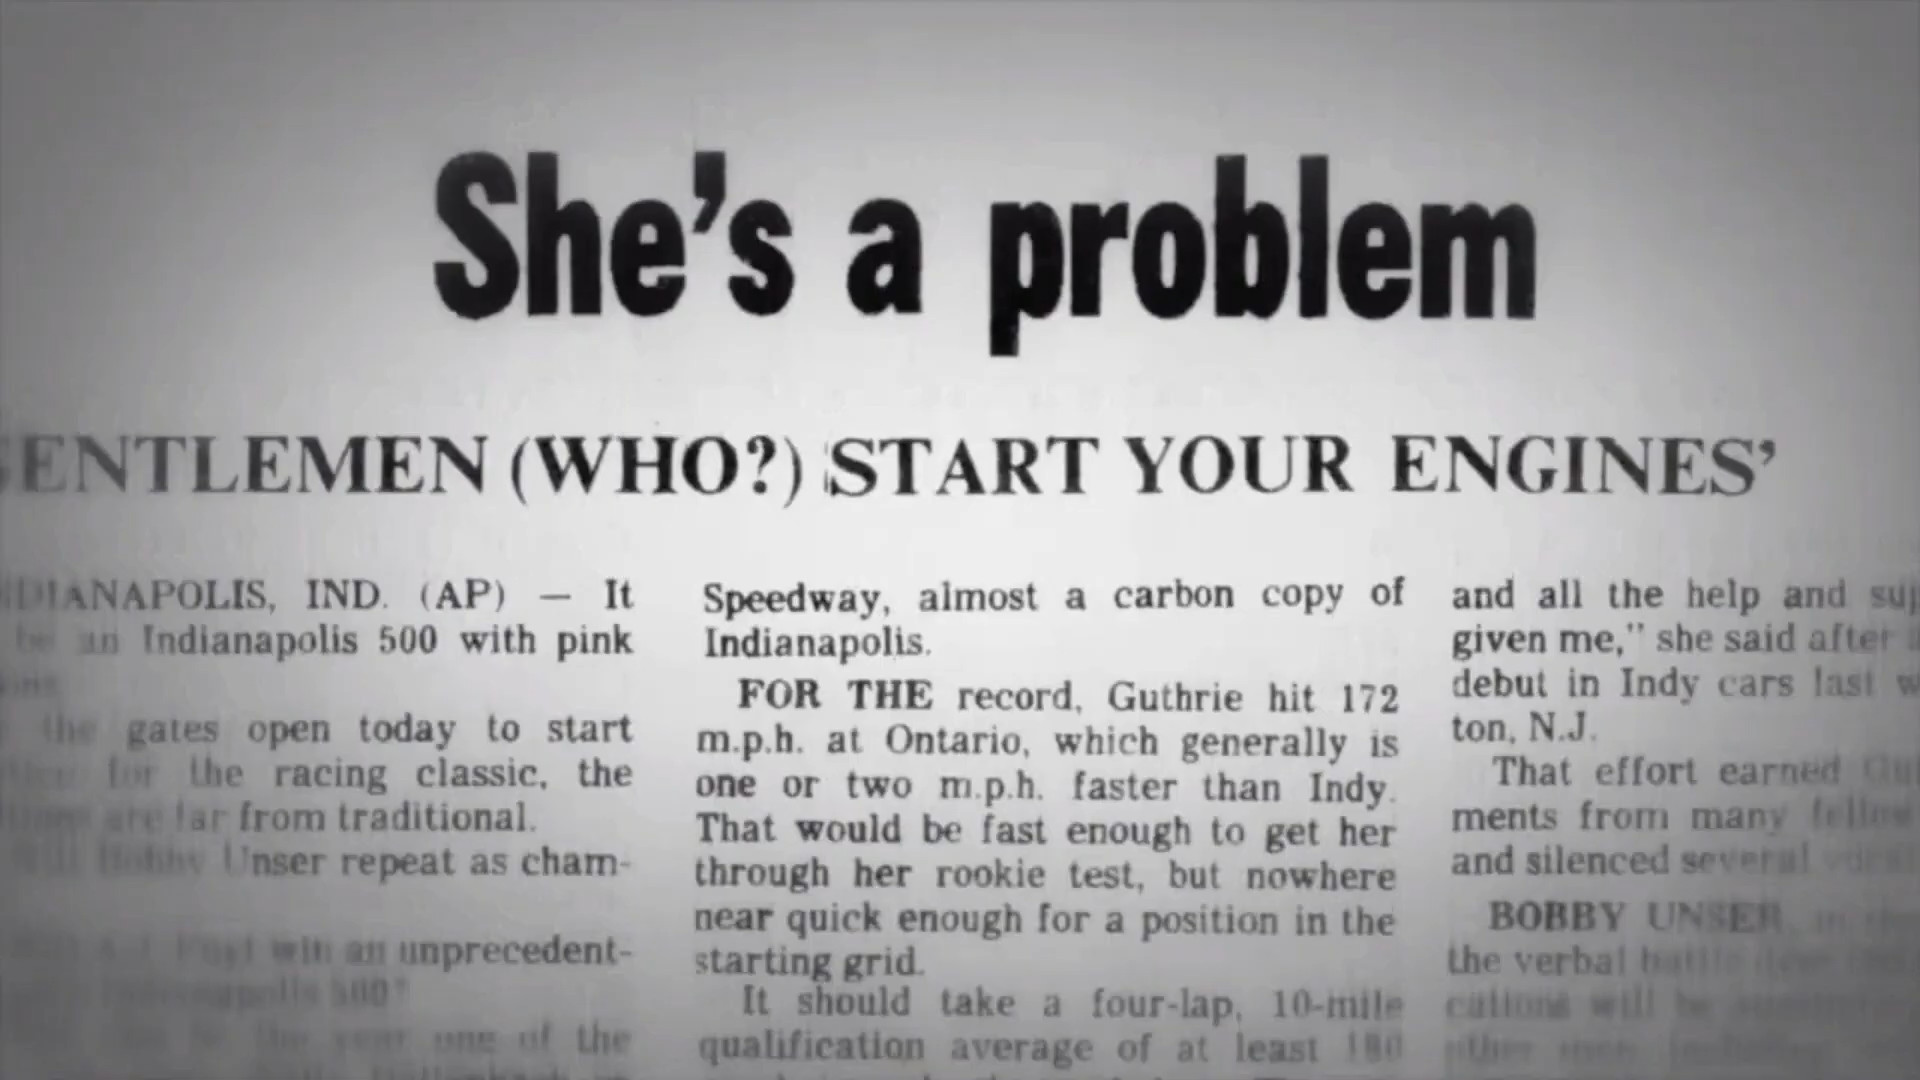 She's a problem
GENTLEMEN (WHO?) START YOUR ENGINES'
INDIANAPOLIS, IND. (AP) — It
be an Indianapolis 500 with pink
the gates open today to start
for the racing classic, the
are far from traditional.
Bobby Unser repeat as cham-
win an unprecedent-
Indianapolis 500?
the year one of the
Speedway, almost a carbon copy of
Indianapolis.
FOR THE record, Guthrie hit 172
m.p.h. at Ontario, which generally is
one or two m.p.h. faster than Indy.
That would be fast enough to get her
through her rookie test, but nowhere
near quick enough for a position in the
starting grid.
It should take a four-lap, 10-mile
qualification average of at least 180
and all the help and
given me," she said after
debut in Indy cars last
ton, N.J.
That effort earned
ments from many fellow
and silenced several
BOBBY UNSER, in
the verbal battle
will be
other men, including